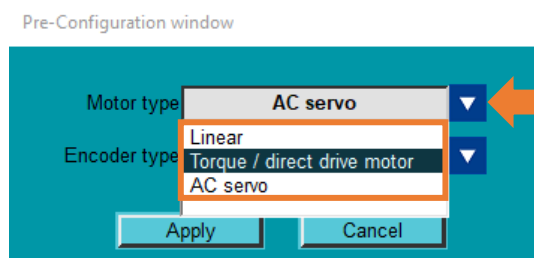 Pre-Configuration window
Motor type AC servo
Linear
Encoder type Torque / direct drive motor
AC servo
Apply Cancel